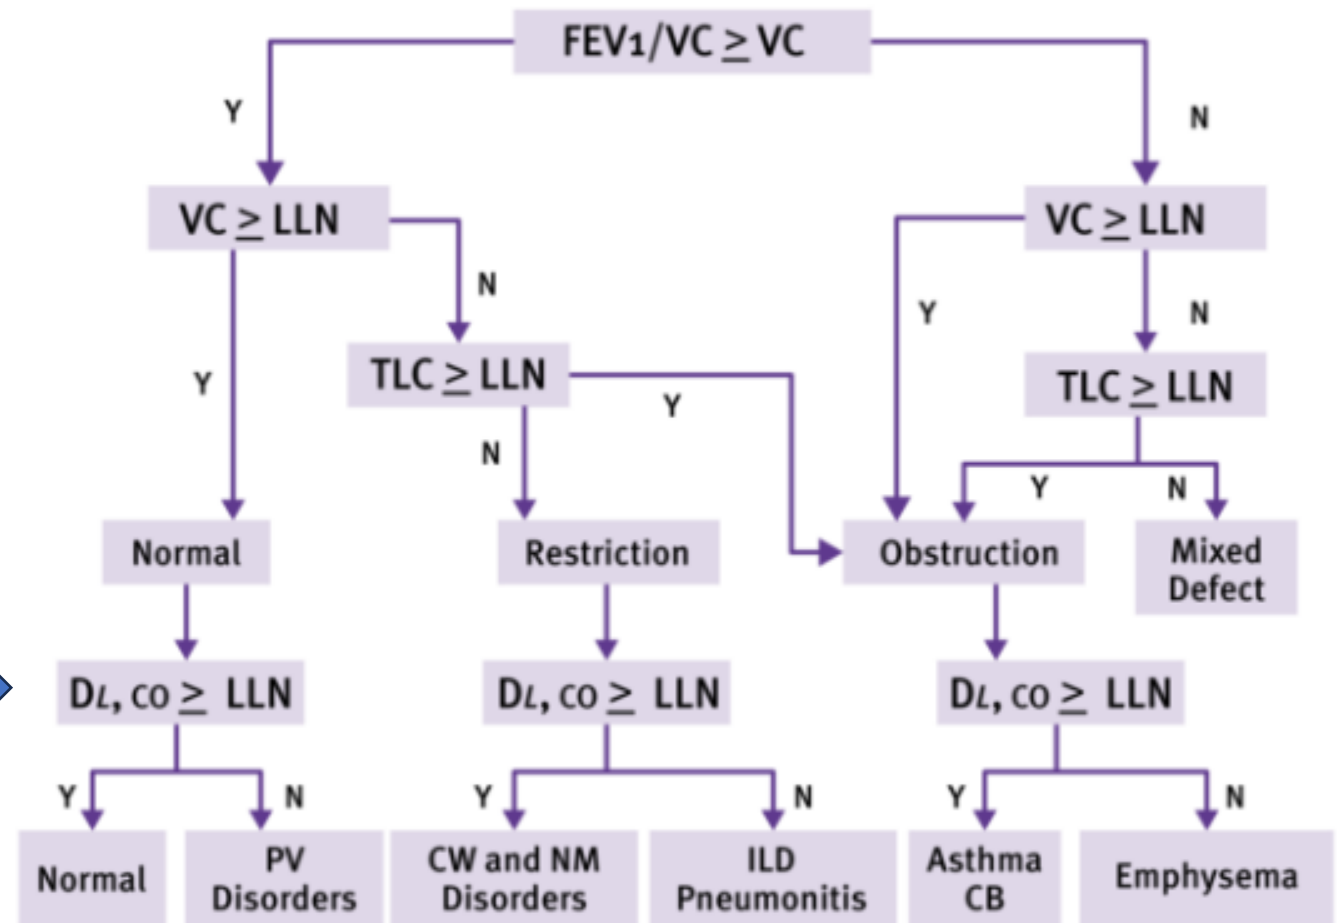 FEV1/VC ≥ VC
Y
N
VC ≥ LLN
VC ≥ LLN
N
Y
N
Y
TLC ≥ LLN
TLC ≥ LLN
Y
N
Y
N
Normal
Restriction
Obstruction
Mixed
Defect
DL, CO ≥ LLN
DL, CO ≥ LLN
DL, CO ≥ LLN
Y
N
Y
N
Y
N
Normal
PV
Disorders
CW and NM
Disorders
ILD
Pneumonitis
Asthma
CB
Emphysema